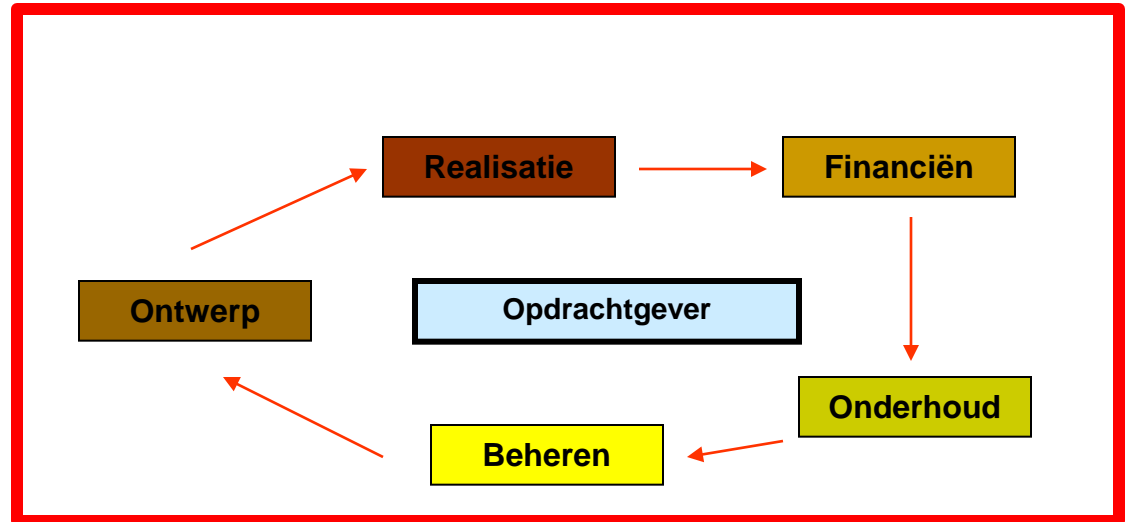 Realisatie
Financiën
Ontwerp
Opdrachtgever
Onderhoud
Beheren